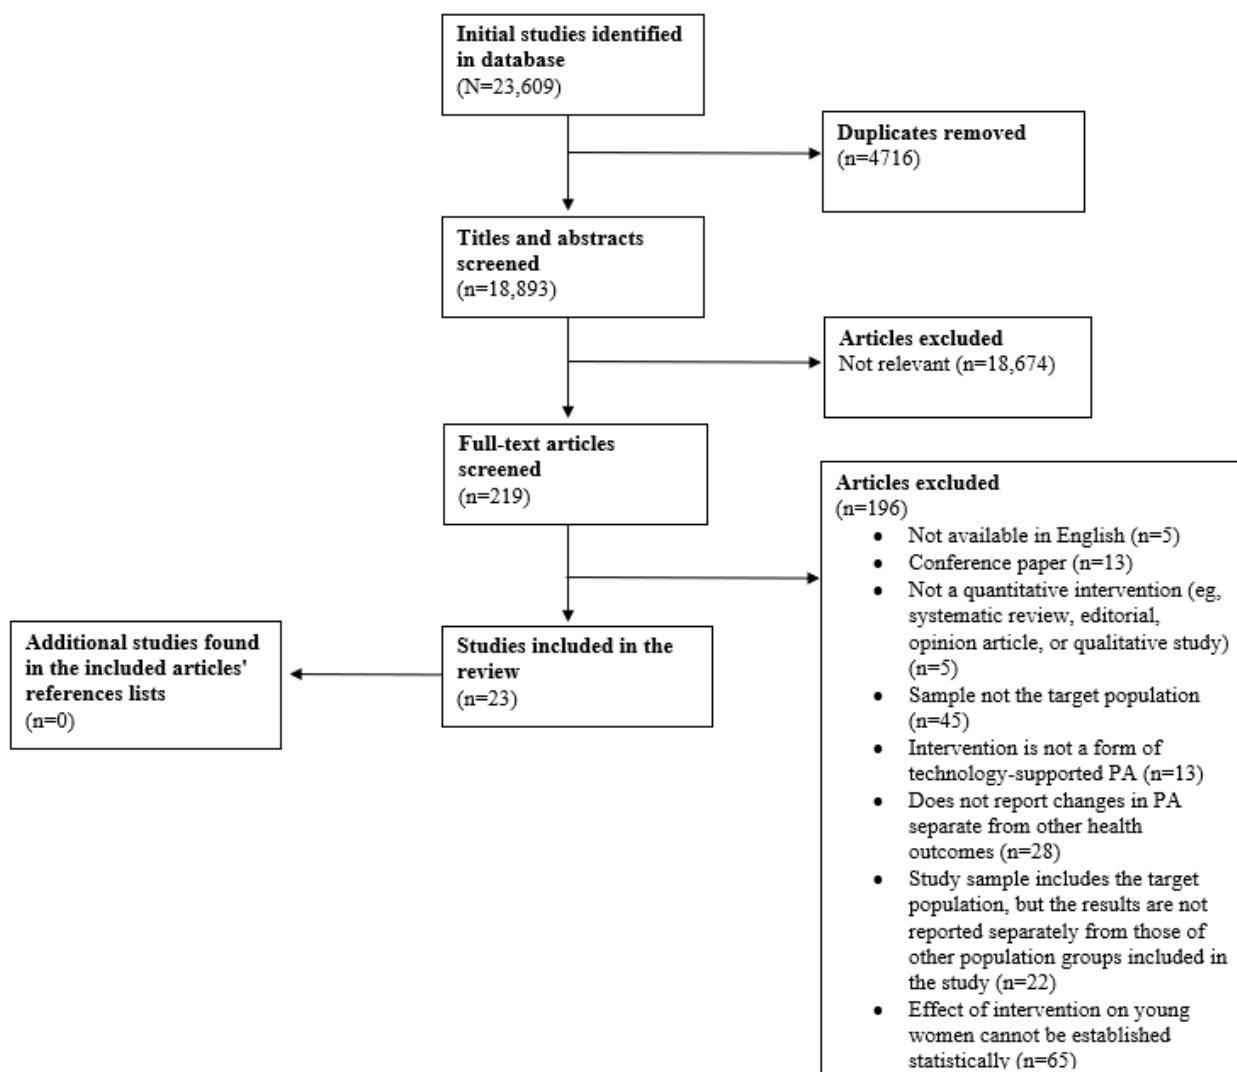 Initial studies identified
in database
(N=23,609)
Duplicates removed
(n=4716)
Titles and abstracts
screened
(n=18,893)
Articles excluded
Not relevant (n=18,674)
Full-text articles
screened
(n=219)
Articles excluded
(n=196)
• Not available in English (n=5)
• Conference paper (n=13)
• Not a quantitative intervention (eg,
systematic review, editorial,
opinion article, or qualitative study)
(n=5)
• Sample not the target population
(n=45)
• Intervention is not a form of
technology-supported PA (n=13)
• Does not report changes in PA
separate from other health
outcomes (n=28)
• Study sample includes the target
population, but the results are not
reported separately from those of
other population groups included in
the study (n=22)
• Effect of intervention on young
women cannot be established
statistically (n=65)
Studies included in the
review
(n=23)
Additional studies found
in the included articles'
references lists
(n=0)